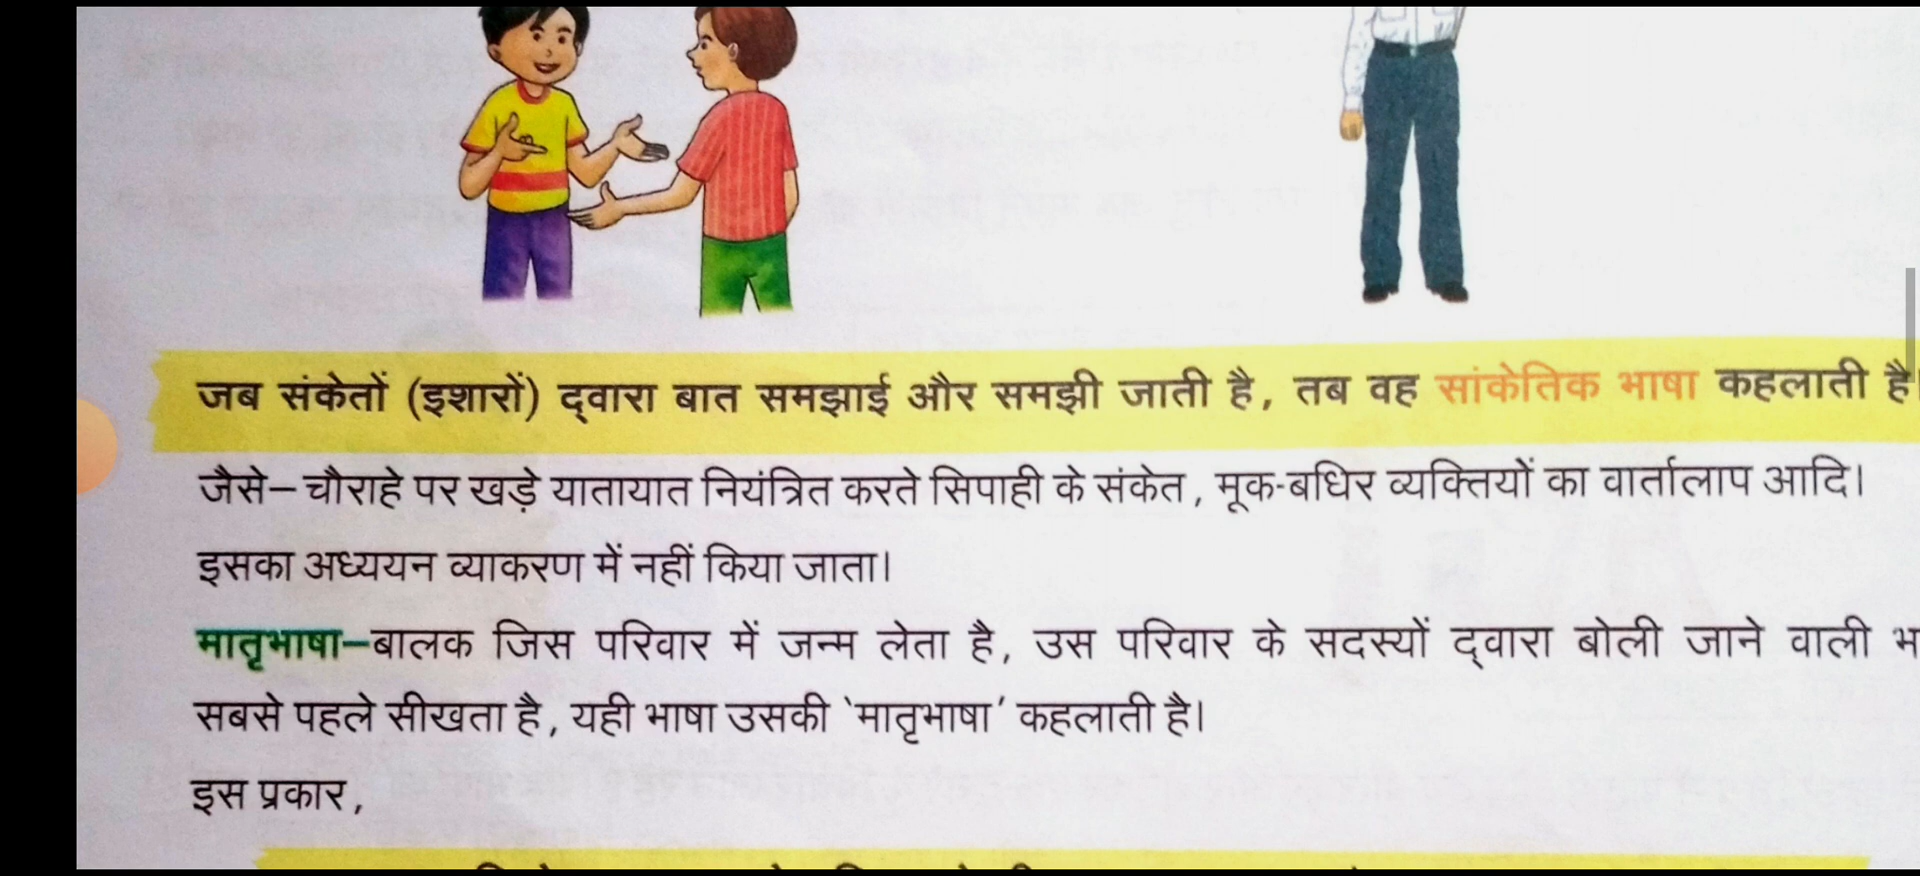 जब संकेतों (इशारों) द्‌वारा बात समझाई और समझी जाती है, तब वह सांकेतिक भाषा कहलाती है।
जैसे—चौराहे पर खड़े यातायात नियंत्रित करते सिपाही के संकेत, मूक-बधिर व्यक्तियों का वार्तालाप आदि।
इसका अध्ययन व्याकरण में नहीं किया जाता।
मातृभाषा—बालक जिस परिवार में जन्म लेता है, उस परिवार के सदस्यों द्‌वारा बोली जाने वाली
सबसे पहले सीखता है, यही भाषा उसकी 'मातृभाषा' कहलाती है।
इस प्रकार,